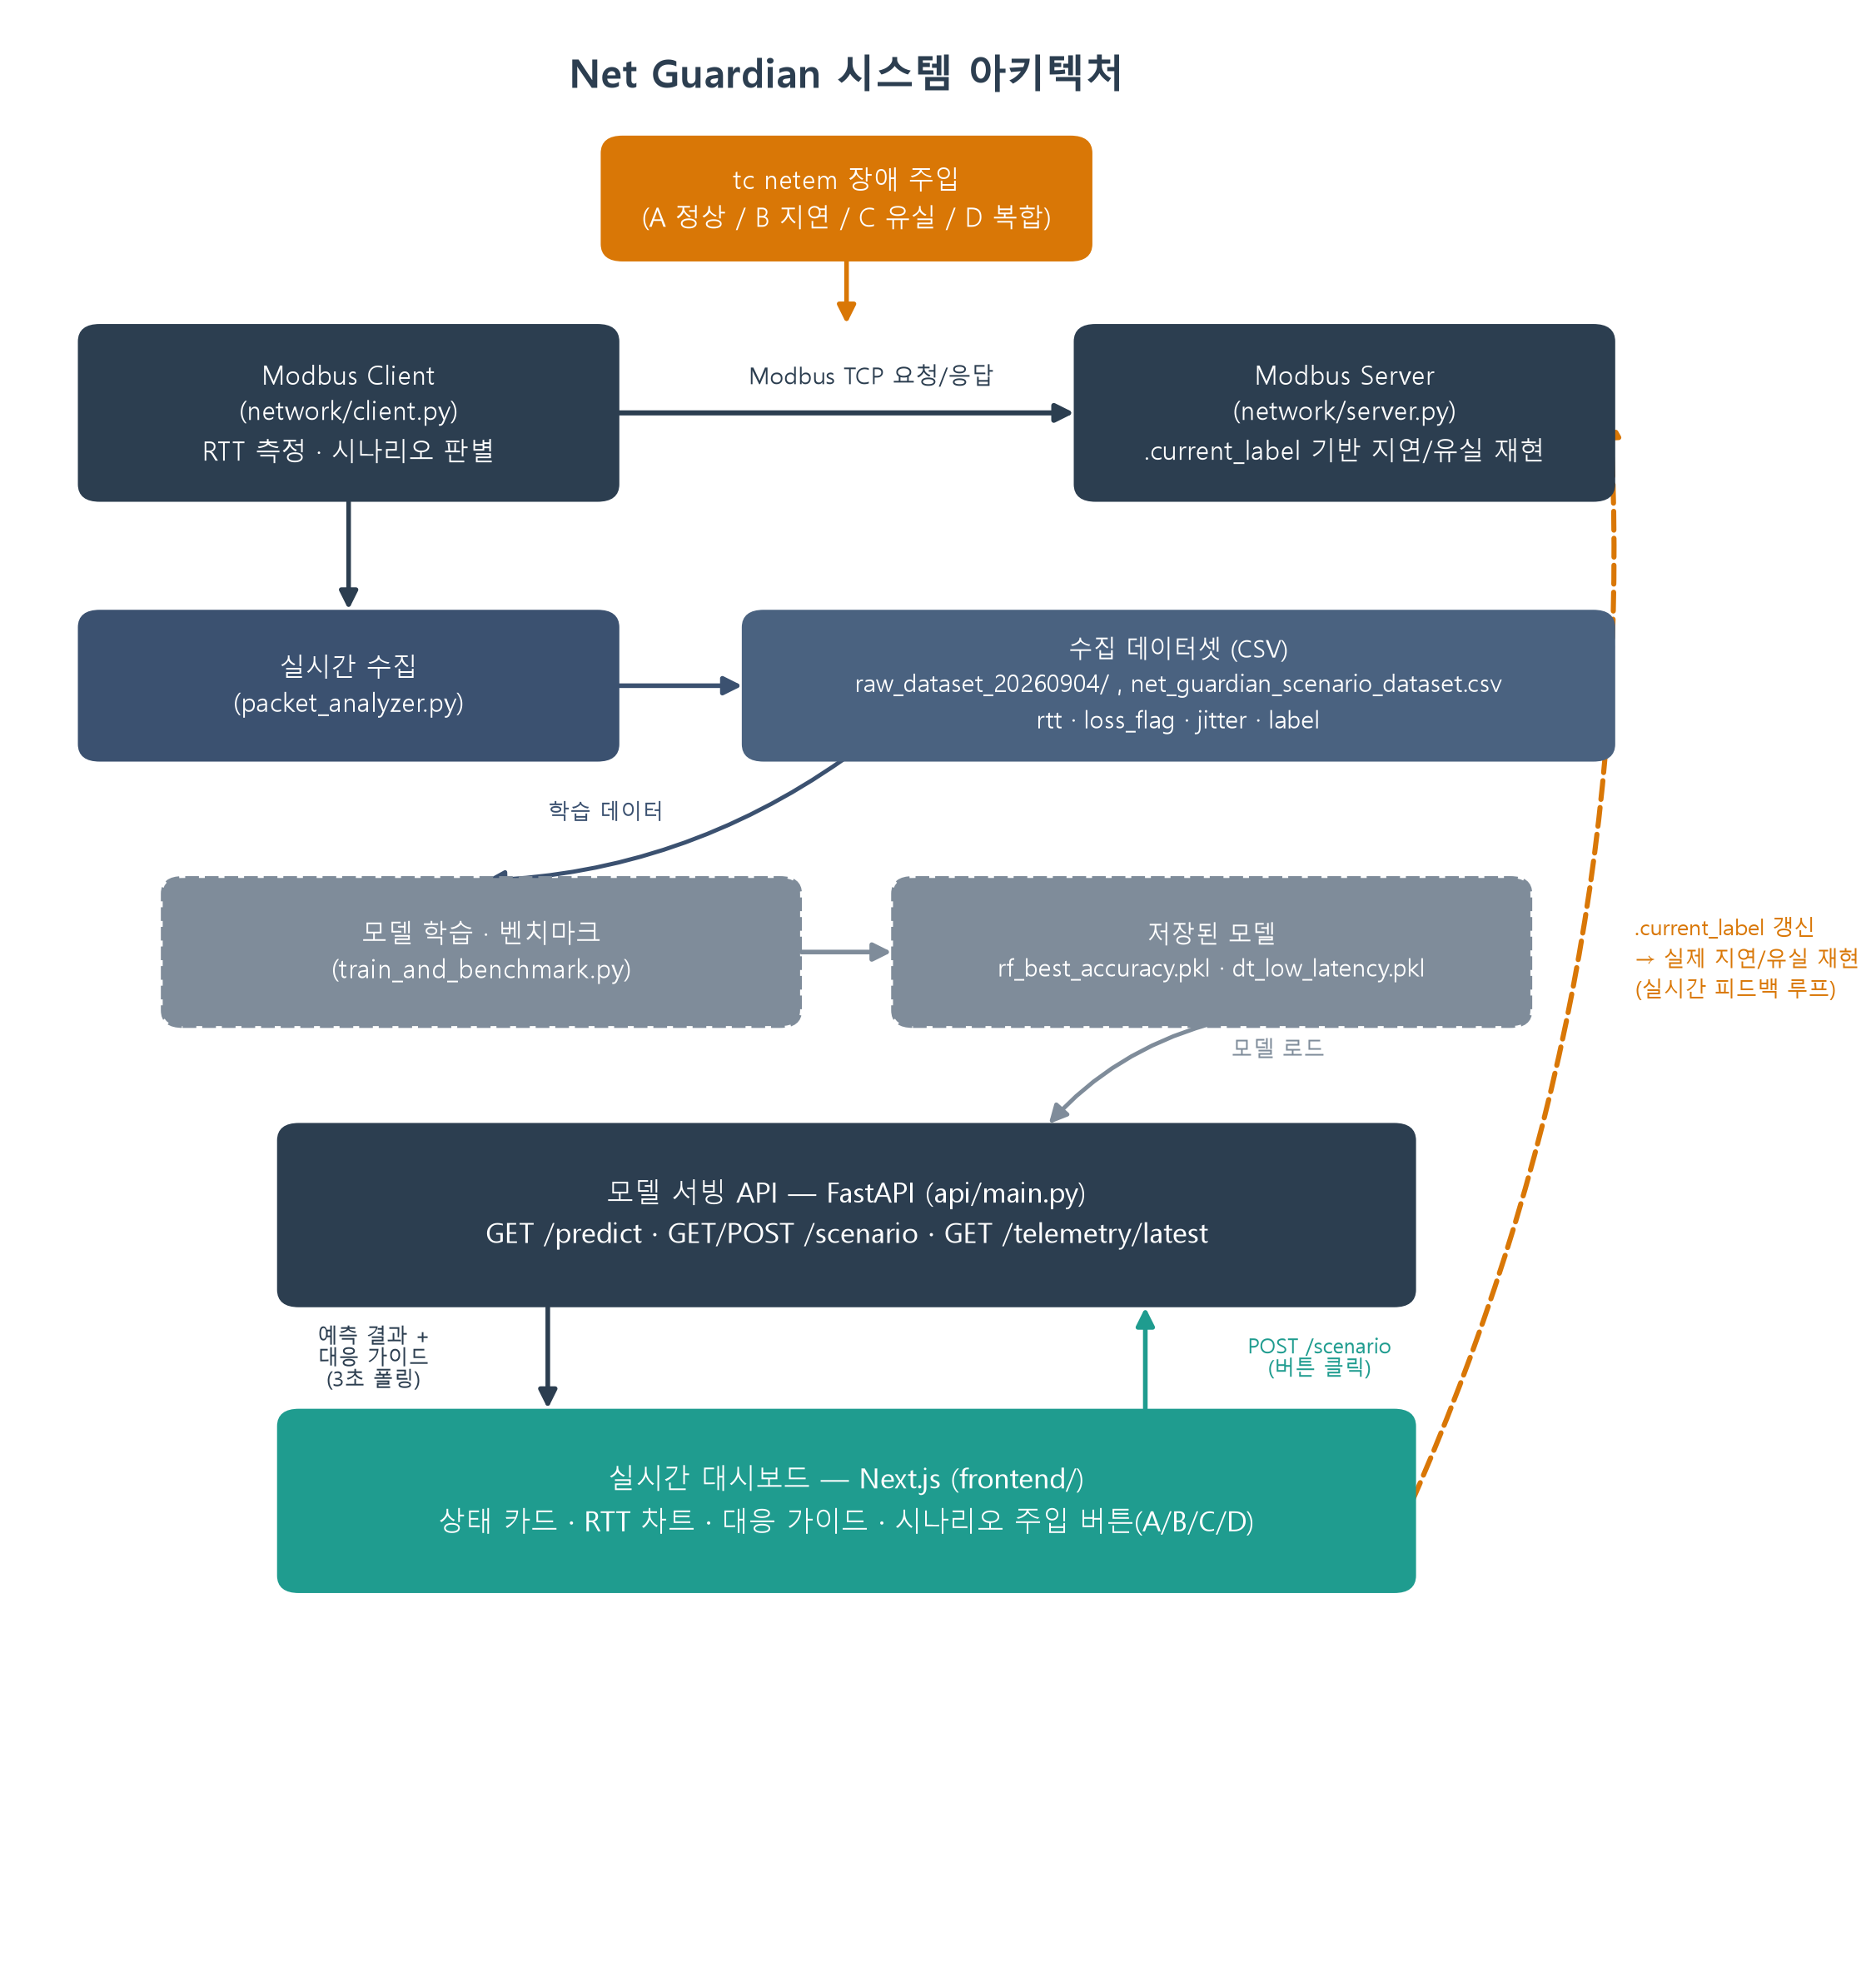 Net Guardian 시스템 아키텍처
tc netem 장애 주입
(A 정상 / B 지연 / C 유실 / D 복합)
Modbus Client
(network/client.py)
RTT 측정 · 시나리오 판별
Modbus TCP 요청/응답
Modbus Server
(network/server.py)
.current_label 기반 지연/유실 재현
실시간 수집
(packet_analyzer.py)
수집 데이터셋 (CSV)
raw_dataset_20260904/ , net_guardian_scenario_dataset.csv
rtt · loss_flag · jitter · label
학습 데이터
모델 학습 · 벤치마크
(train_and_benchmark.py)
저장된 모델
rf_best_accuracy.pkl · dt_low_latency.pkl
.current_label 갱신
→ 실제 지연/유실 재현
(실시간 피드백 루프)
모델 로드
모델 서빙 API — FastAPI (api/main.py)
GET /predict · GET/POST /scenario · GET /telemetry/latest
예측 결과 +
대응 가이드
(3초 폴링)
POST /scenario
(버튼 클릭)
실시간 대시보드 — Next.js (frontend/)
상태 카드 · RTT 차트 · 대응 가이드 · 시나리오 주입 버튼(A/B/C/D)